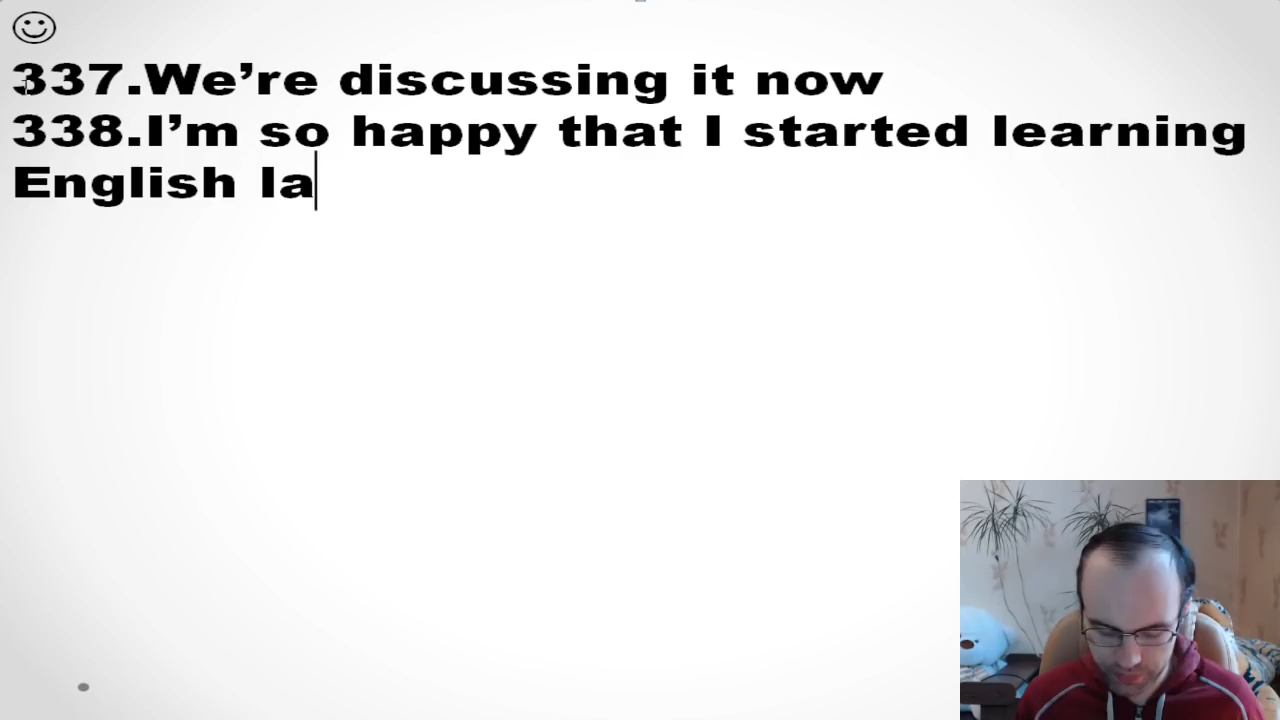 337.We’re discussing it now
338.I’m so happy that I started learning
English la